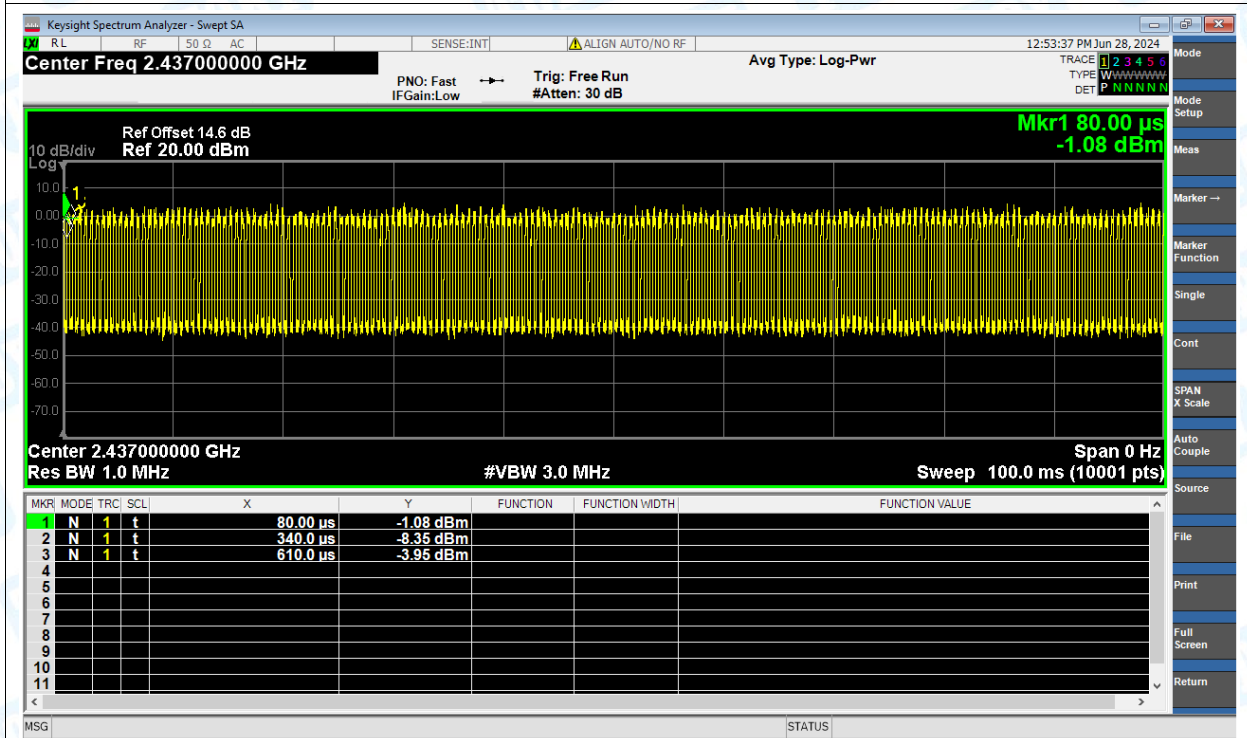 Keysight Spectrum Analyzer - Swept SA
LXI RL RF 50 Ω AC SENSE:INT ALIGN AUTO/NO RF 12:53:37 PM Jun 28, 2024
Center Freq 2.437000000 GHz
Avg Type: Log-Pwr
TRACE 1 2 3 4 5 6
TYPE WWWWWW
DET P N N N N N
PNO: Fast
IFGain:Low
Trig: Free Run
#Atten: 30 dB
Mkr1 80.00 µs
-1.08 dBm
Ref Offset 14.6 dB
10 dB/div Ref 20.00 dBm
Log
10.0
0.00
-10.0
-20.0
-30.0
-40.0
-50.0
-60.0
-70.0
1
Center 2.437000000 GHz Span 0 Hz
Res BW 1.0 MHz #VBW 3.0 MHz Sweep 100.0 ms (10001 pts)
MKR MODE TRC SCL X Y FUNCTION FUNCTION WIDTH FUNCTION VALUE
1 N 1 t 80.00 µs -1.08 dBm
2 N 1 t 340.0 µs -8.35 dBm
3 N 1 t 610.0 µs -3.95 dBm
4
5
6
7
8
9
10
11
MSG STATUS
Mode
Mode
Setup
Meas
Marker →
Marker
Function
Single
Cont
SPAN
X Scale
Auto
Couple
Source
File
Print
Full
Screen
Return